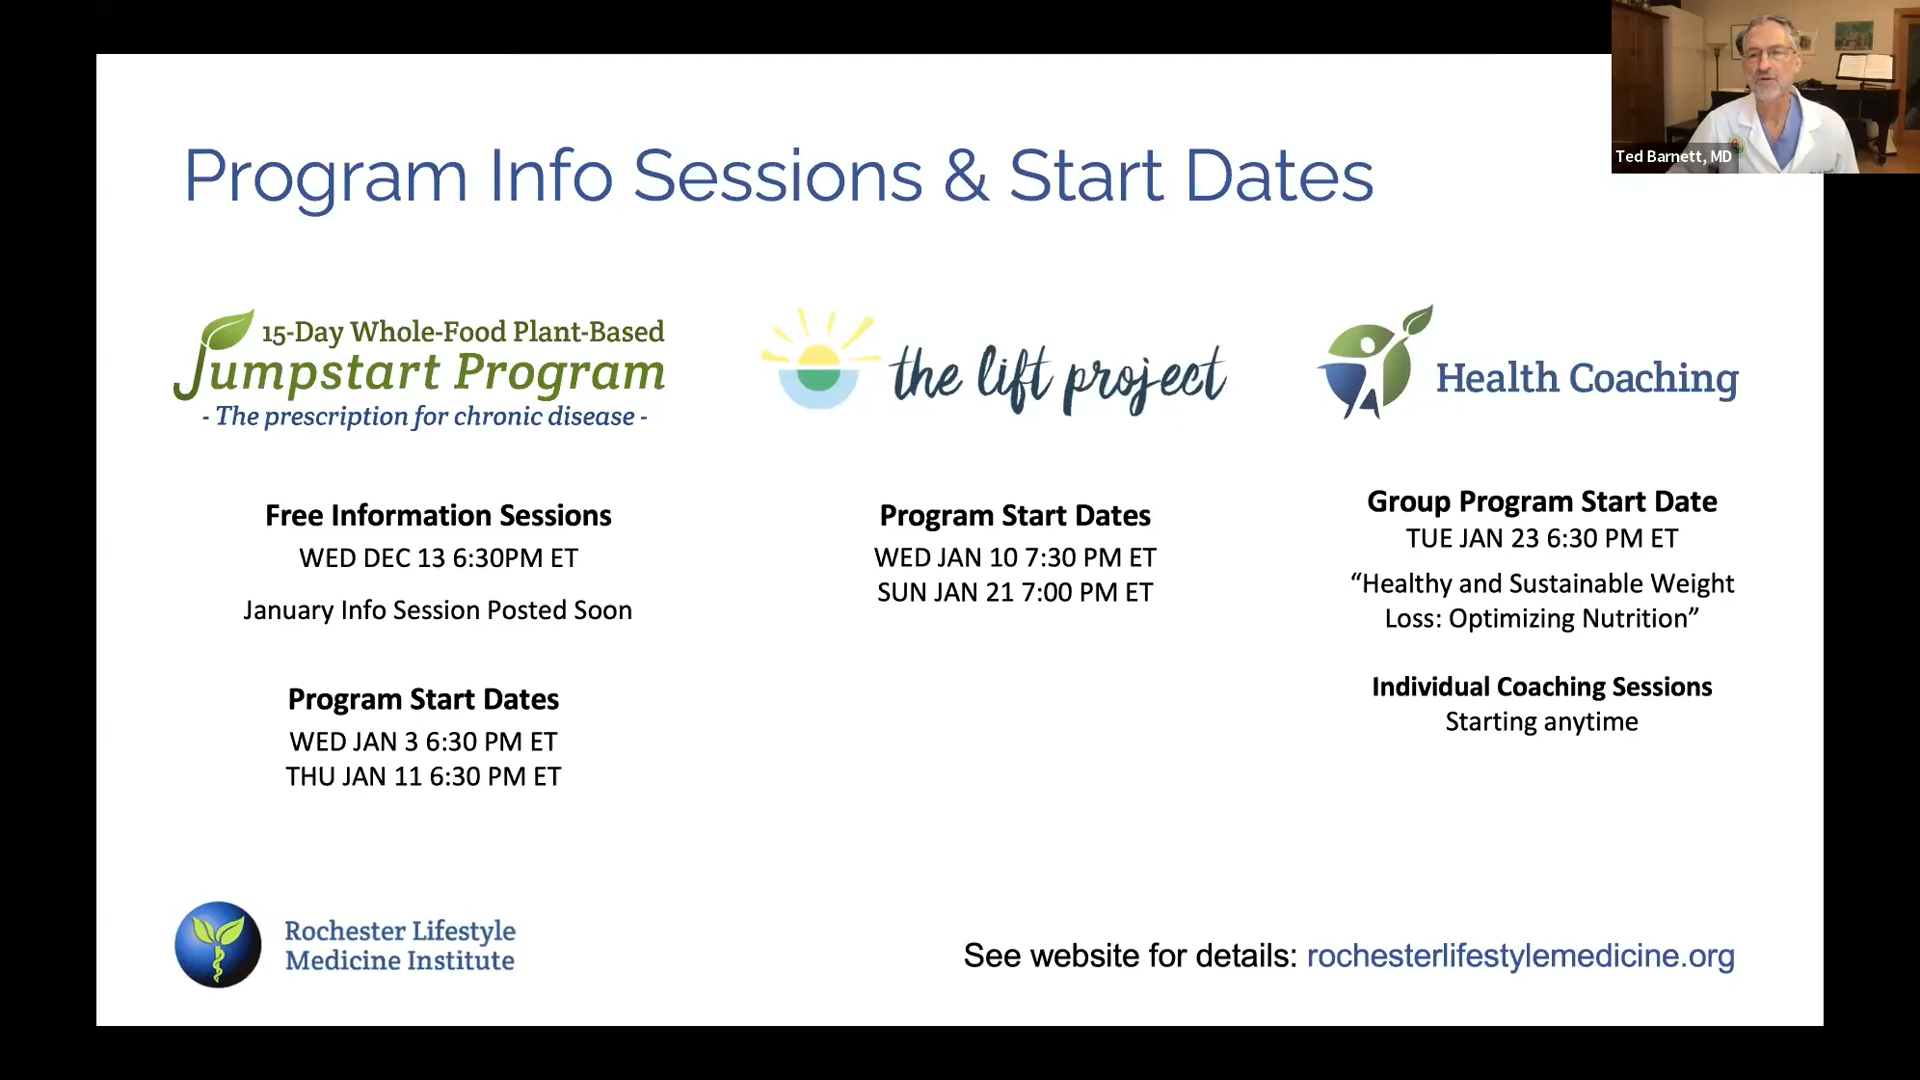 Ted Barnett, MD
Program Info Sessions & Start Dates
15-Day Whole-Food Plant-Based
Jumpstart Program
- The prescription for chronic disease -
Free Information Sessions
WED DEC 13 6:30PM ET
January Info Session Posted Soon
Program Start Dates
WED JAN 3 6:30 PM ET
THU JAN 11 6:30 PM ET
the lift project
Program Start Dates
WED JAN 10 7:30 PM ET
SUN JAN 21 7:00 PM ET
Health Coaching
Group Program Start Date
TUE JAN 23 6:30 PM ET
“Healthy and Sustainable Weight
Loss: Optimizing Nutrition”
Individual Coaching Sessions
Starting anytime
Rochester Lifestyle
Medicine Institute
See website for details: rochesterlifestylemedicine.org